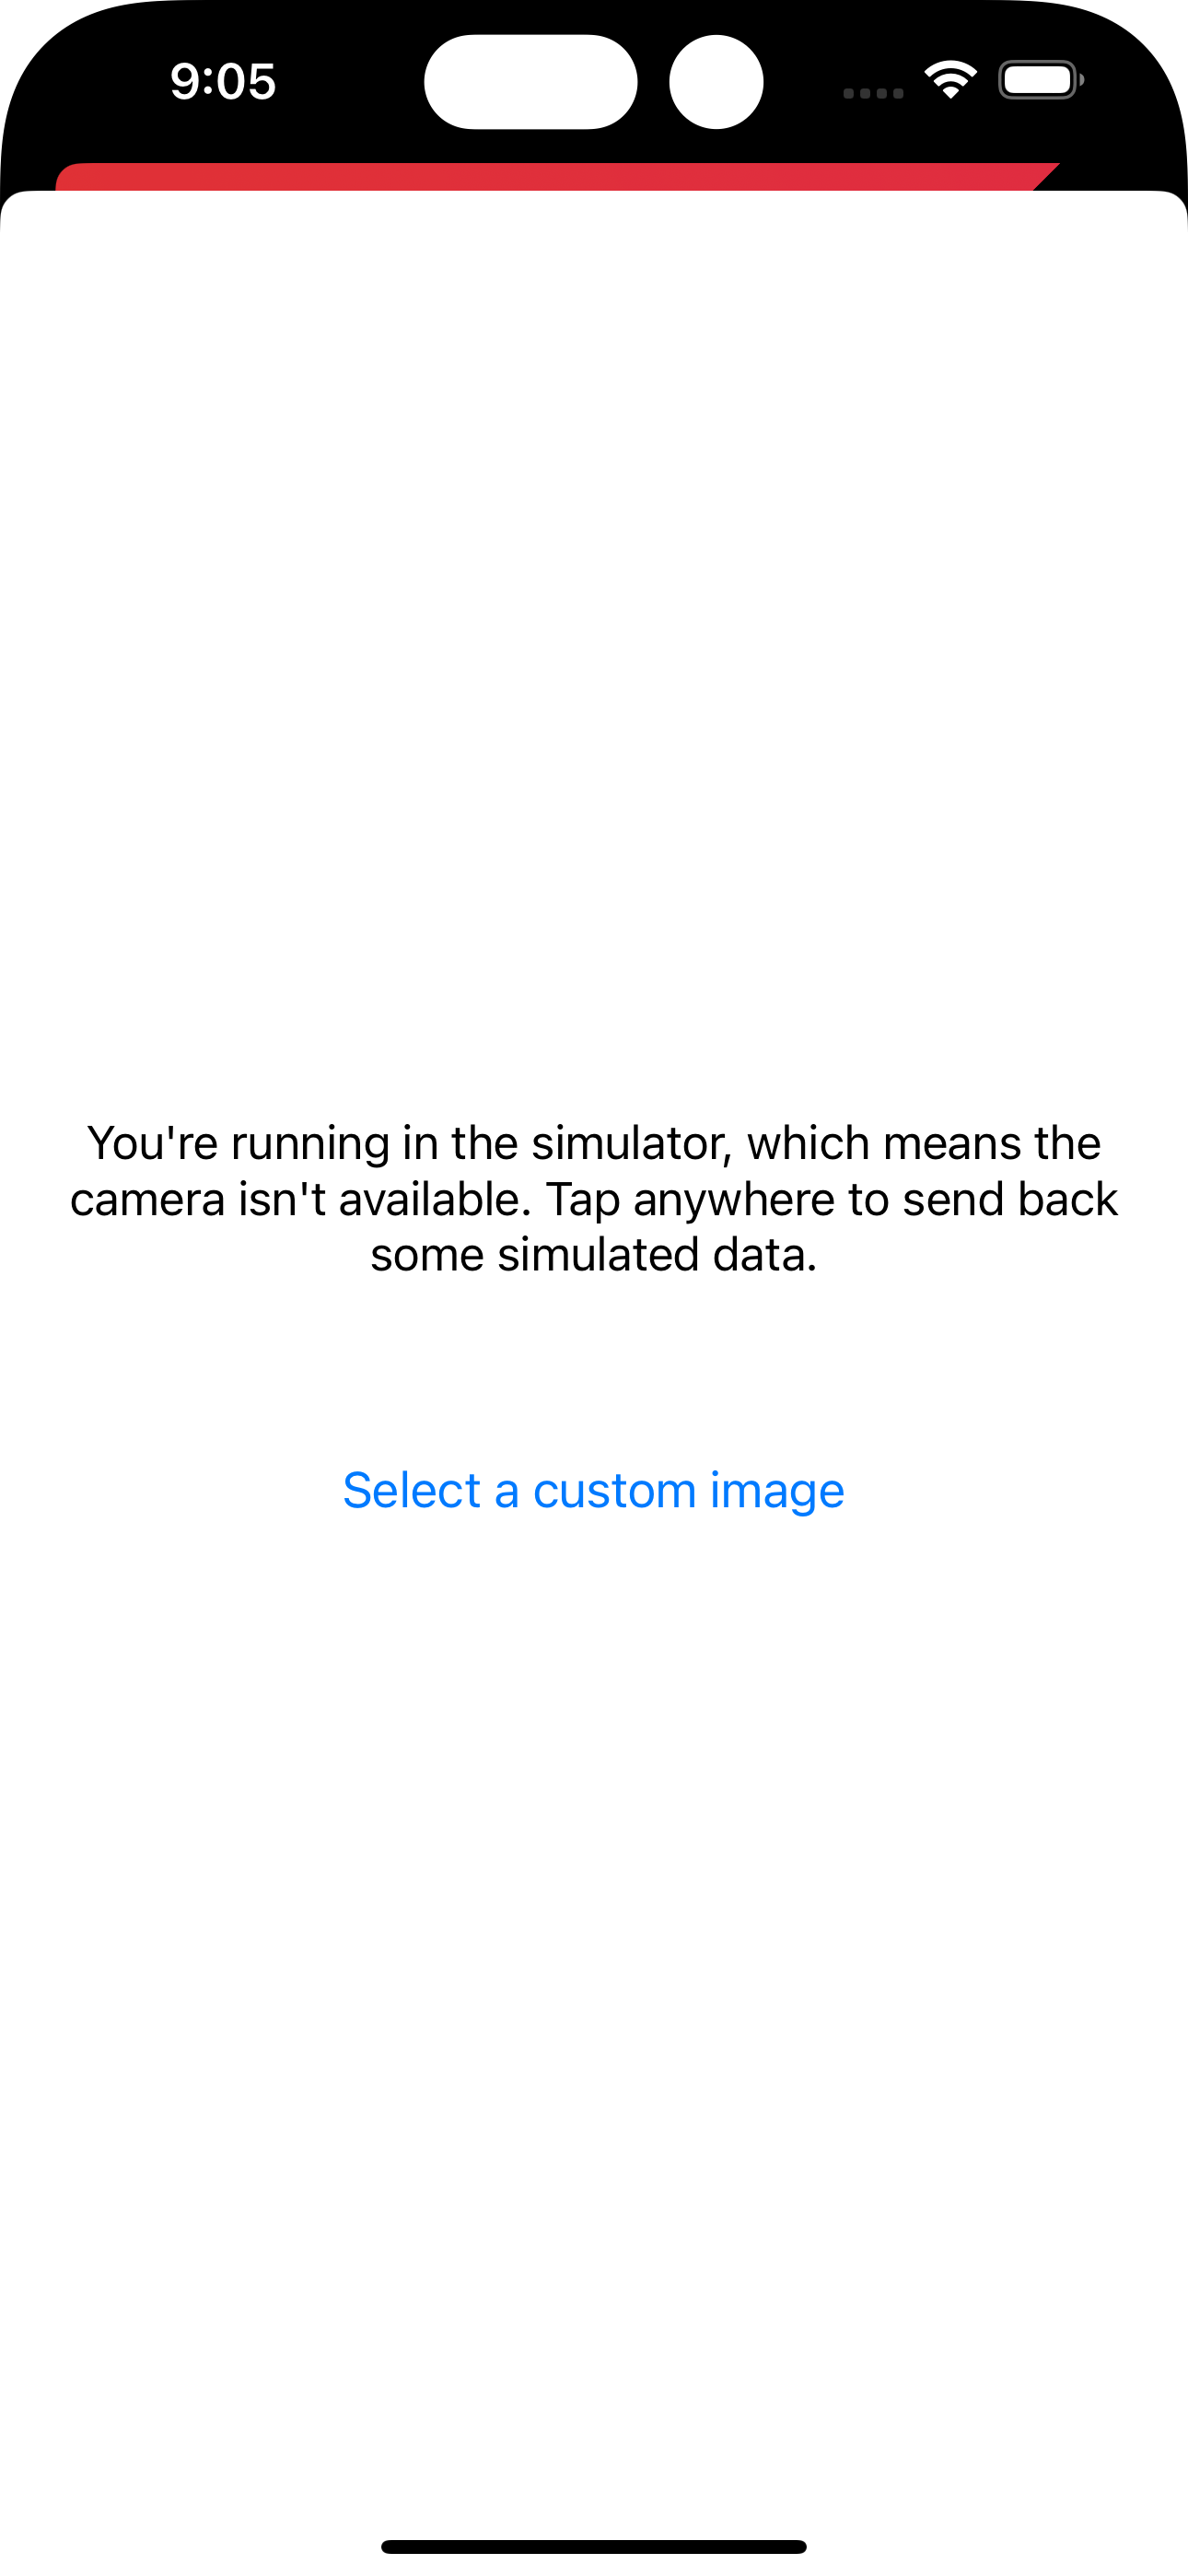 9:05
You're running in the simulator, which means the
camera isn't available. Tap anywhere to send back
some simulated data.
Select a custom image